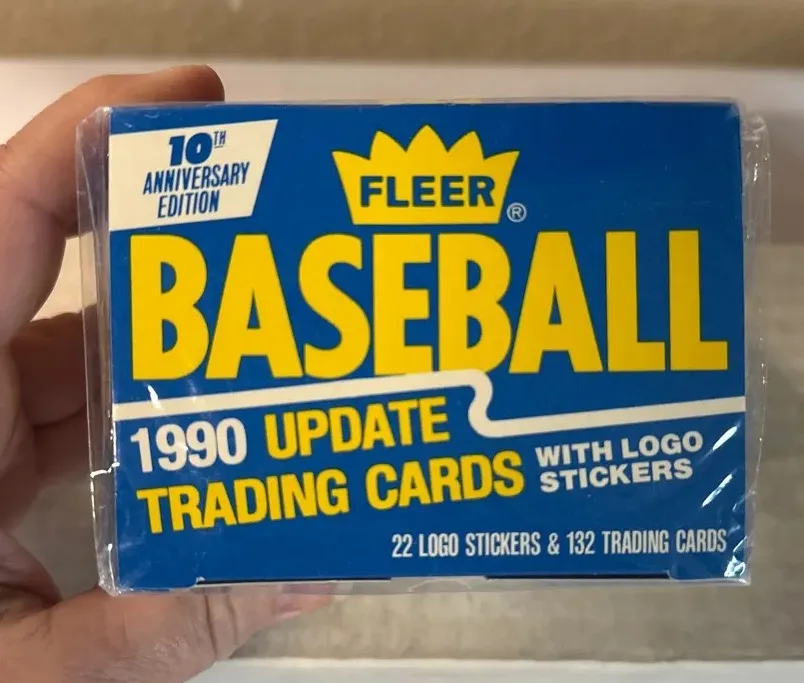 10TH
ANNIVERSARY
EDITION
FLEER®
BASEBALL
1990 UPDATE
TRADING CARDS
WITH LOGO
STICKERS
22 LOGO STICKERS & 132 TRADING CARDS